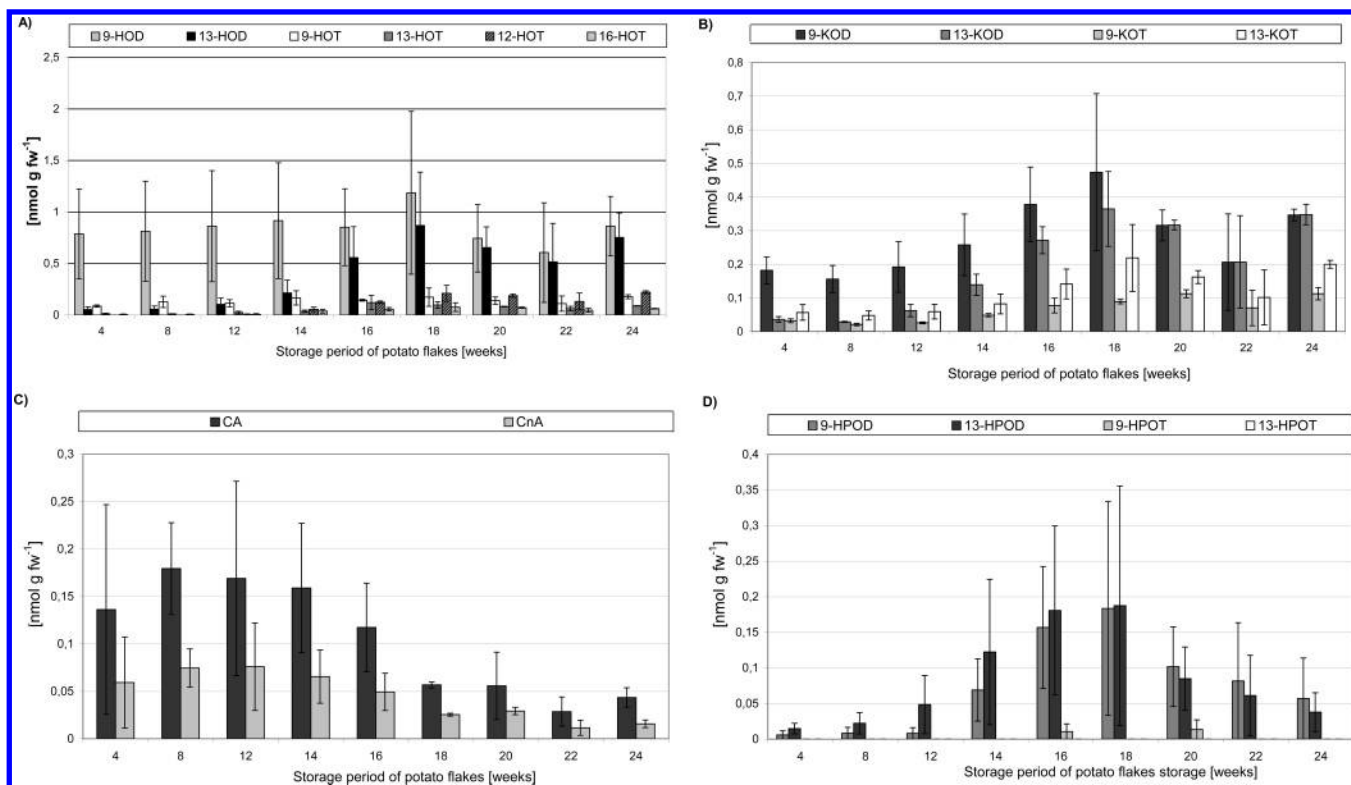 A)
9-HOD 13-HOD 9-HOT 13-HOT 12-HOT 16-HOT
2,5
2
1,5
1
0,5
0
[nmol g fw-1]
4 8 12 14 16 18 20 22 24
Storage period of potato flakes [weeks]
B)
9-KOD 13-KOD 9-KOT 13-KOT
0,8
0,7
0,6
0,5
0,4
0,3
0,2
0,1
0
[nmol g fw-1]
4 8 12 14 16 18 20 22 24
Storage period of potato flakes [weeks]
C)
CA CnA
0,3
0,25
0,2
0,15
0,1
0,05
0
[nmol g fw-1]
4 8 12 14 16 18 20 22 24
Storage period of potato flakes [weeks]
D)
9-HPOD 13-HPOD 9-HPOT 13-HPOT
0,4
0,35
0,3
0,25
0,2
0,15
0,1
0,05
0
[nmol g fw-1]
4 8 12 14 16 18 20 22 24
Storage period of potato flakes storage [weeks]